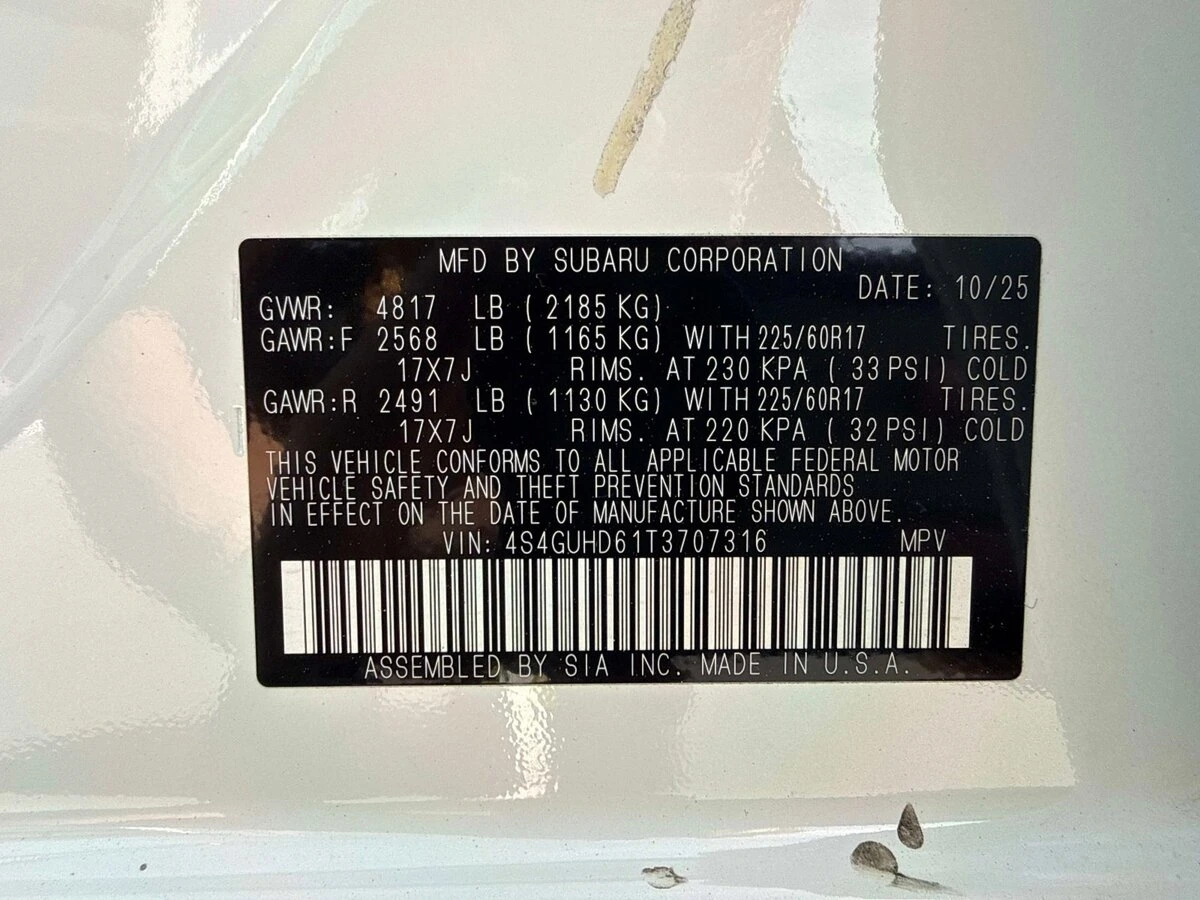 MFD BY SUBARU CORPORATION
DATE: 10/25
GVWR: 4817 LB ( 2185 KG)
GAWR:F 2568 LB ( 1165 KG) WITH 225/60R17 TIRES.
17X7J RIMS. AT 230 KPA ( 33 PSI) COLD
GAWR:R 2491 LB ( 1130 KG) WITH 225/60R17 TIRES.
17X7J RIMS. AT 220 KPA ( 32 PSI) COLD
THIS VEHICLE CONFORMS TO ALL APPLICABLE FEDERAL MOTOR
VEHICLE SAFETY AND THEFT PREVENTION STANDARDS
IN EFFECT ON THE DATE OF MANUFACTURE SHOWN ABOVE.
VIN: 4S4GUHD61T3707316 MPV
ASSEMBLED BY SIA INC. MADE IN U.S.A.